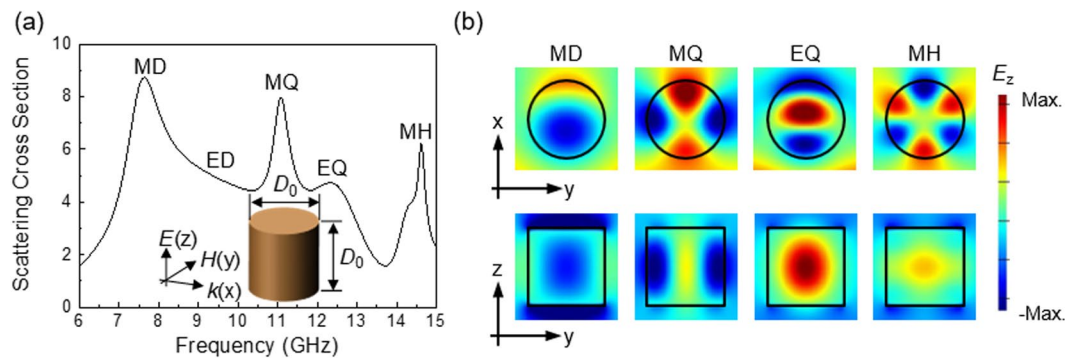 (a)
Scattering Cross Section
10
8
6
4
2
0
MD
ED
MQ
EQ
MH
D0
D0
E(z)
H(y)
k(x)
6 7 8 9 10 11 12 13 14 15
Frequency (GHz)
(b)
MD MQ EQ MH
x
y
z
y
Ez
Max.
-Max.